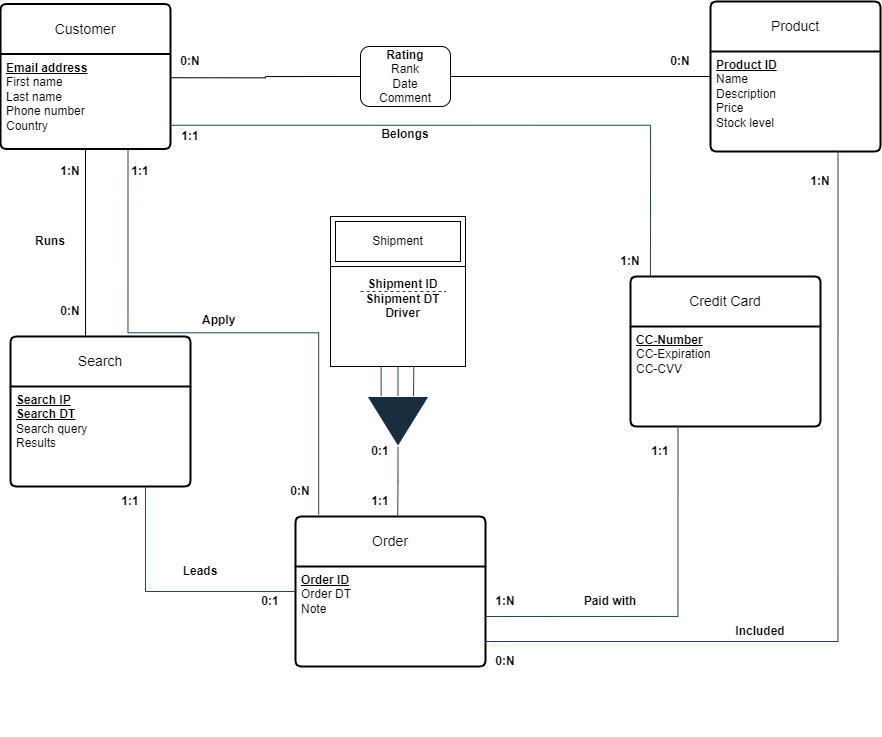 Customer
Email address
First name
Last name
Phone number
Country
0:N
Rating
Rank
Date
Comment
0:N
Product
Product ID
Name
Description
Price
Stock level
1:1
Belongs
1:N
1:1
1:N
Runs
Shipment
Shipment ID
Shipment DT
Driver
1:N
Credit Card
CC-Number
CC-Expiration
CC-CVV
0:N
Apply
Search
Search IP
Search DT
Search query
Results
0:1
1:1
1:1
0:N
1:1
Order
Order ID
Order DT
Note
Leads
0:1
1:N
Paid with
Included
0:N